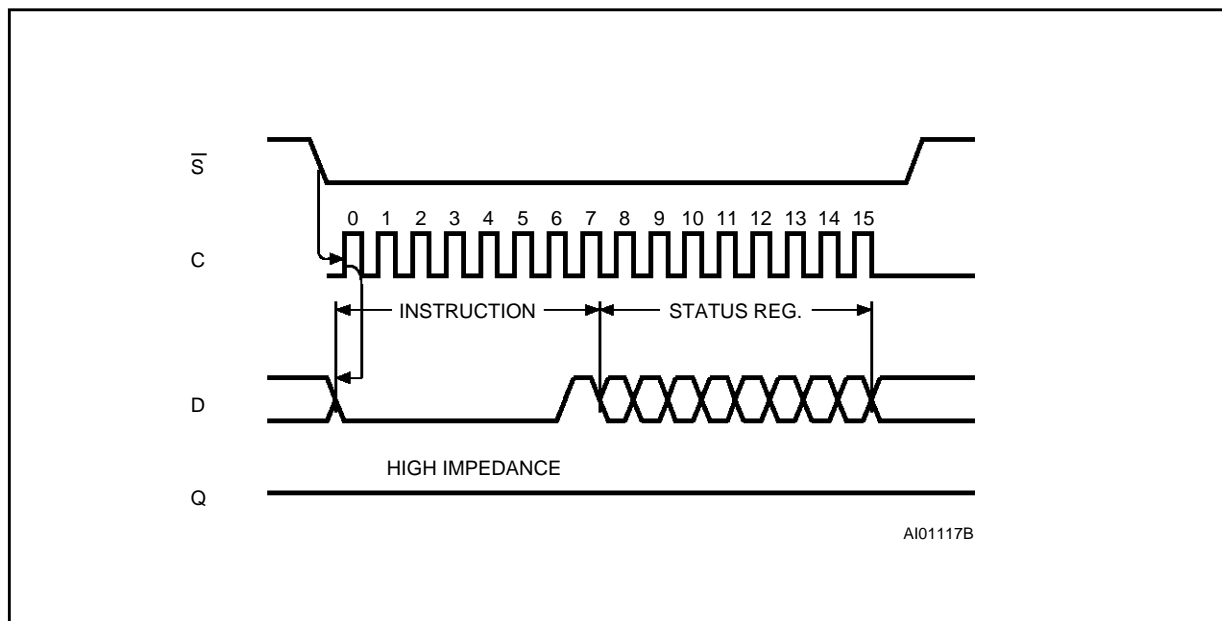 S̅
0 1 2 3 4 5 6 7 8 9 10 11 12 13 14 15
C
INSTRUCTION STATUS REG.
D
HIGH IMPEDANCE
Q
AI01117B